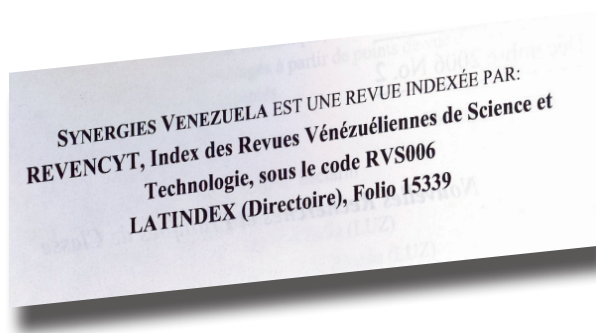 SYNERGIES VENEZUELA EST UNE REVUE INDEXÉE PAR:
REVENCYT, Index des Revues Vénézuéliennes de Science et
Technologie, sous le code RVS006
LATINDEX (Directoire), Folio 15339